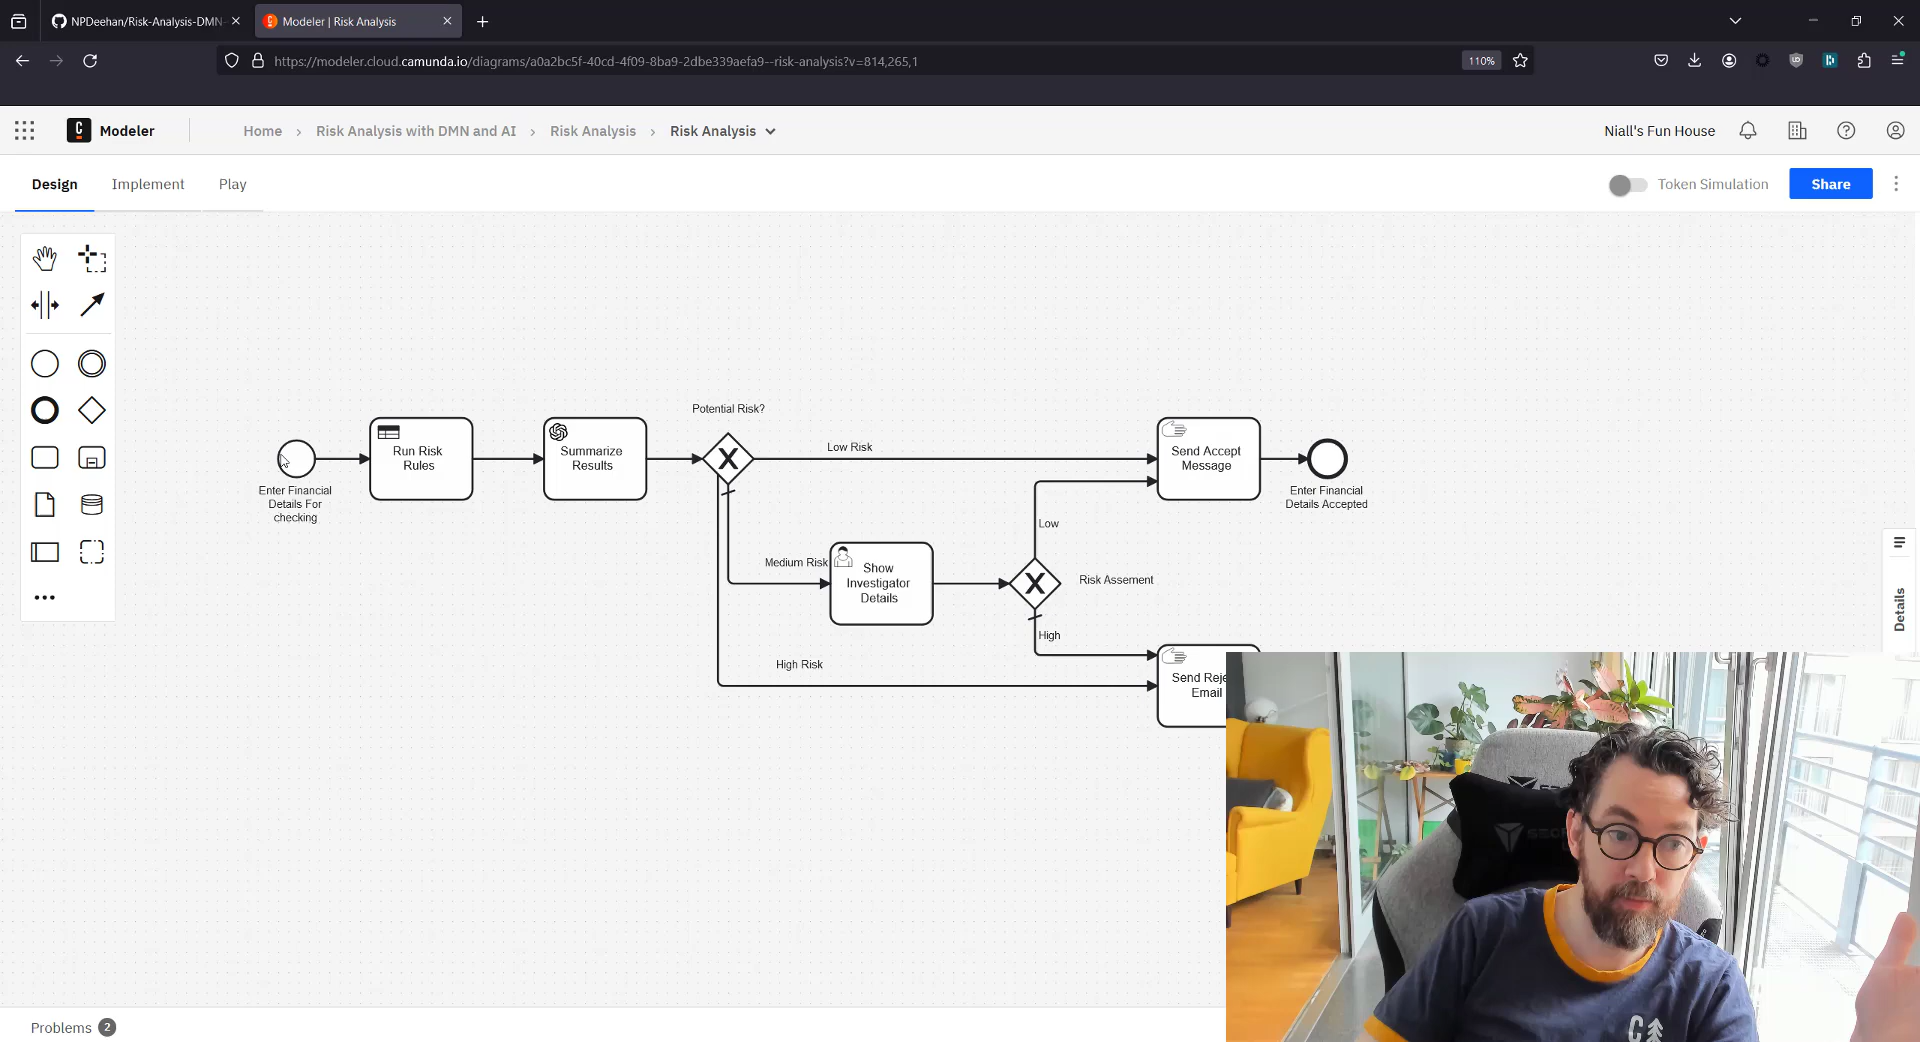 NPDeehan/Risk-Analysis-DMN-
Modeler | Risk Analysis
https://modeler.cloud.camunda.io/diagrams/a0a2bc5f-40cd-4f09-8ba9-2dbe339aefa9--risk-analysis?v=814,265,1
110%
Modeler
Home > Risk Analysis with DMN and AI > Risk Analysis > Risk Analysis
Niall's Fun House
Design
Implement
Play
Token Simulation
Share
Potential Risk?
Low Risk
Run Risk
Rules
Summarize
Results
Send Accept
Message
Enter Financial
Details For
checking
Enter Financial
Details Accepted
Low
Medium Risk
Show
Investigator
Details
Risk Assement
High
High Risk
Send Reje
Email
Details
Problems 2